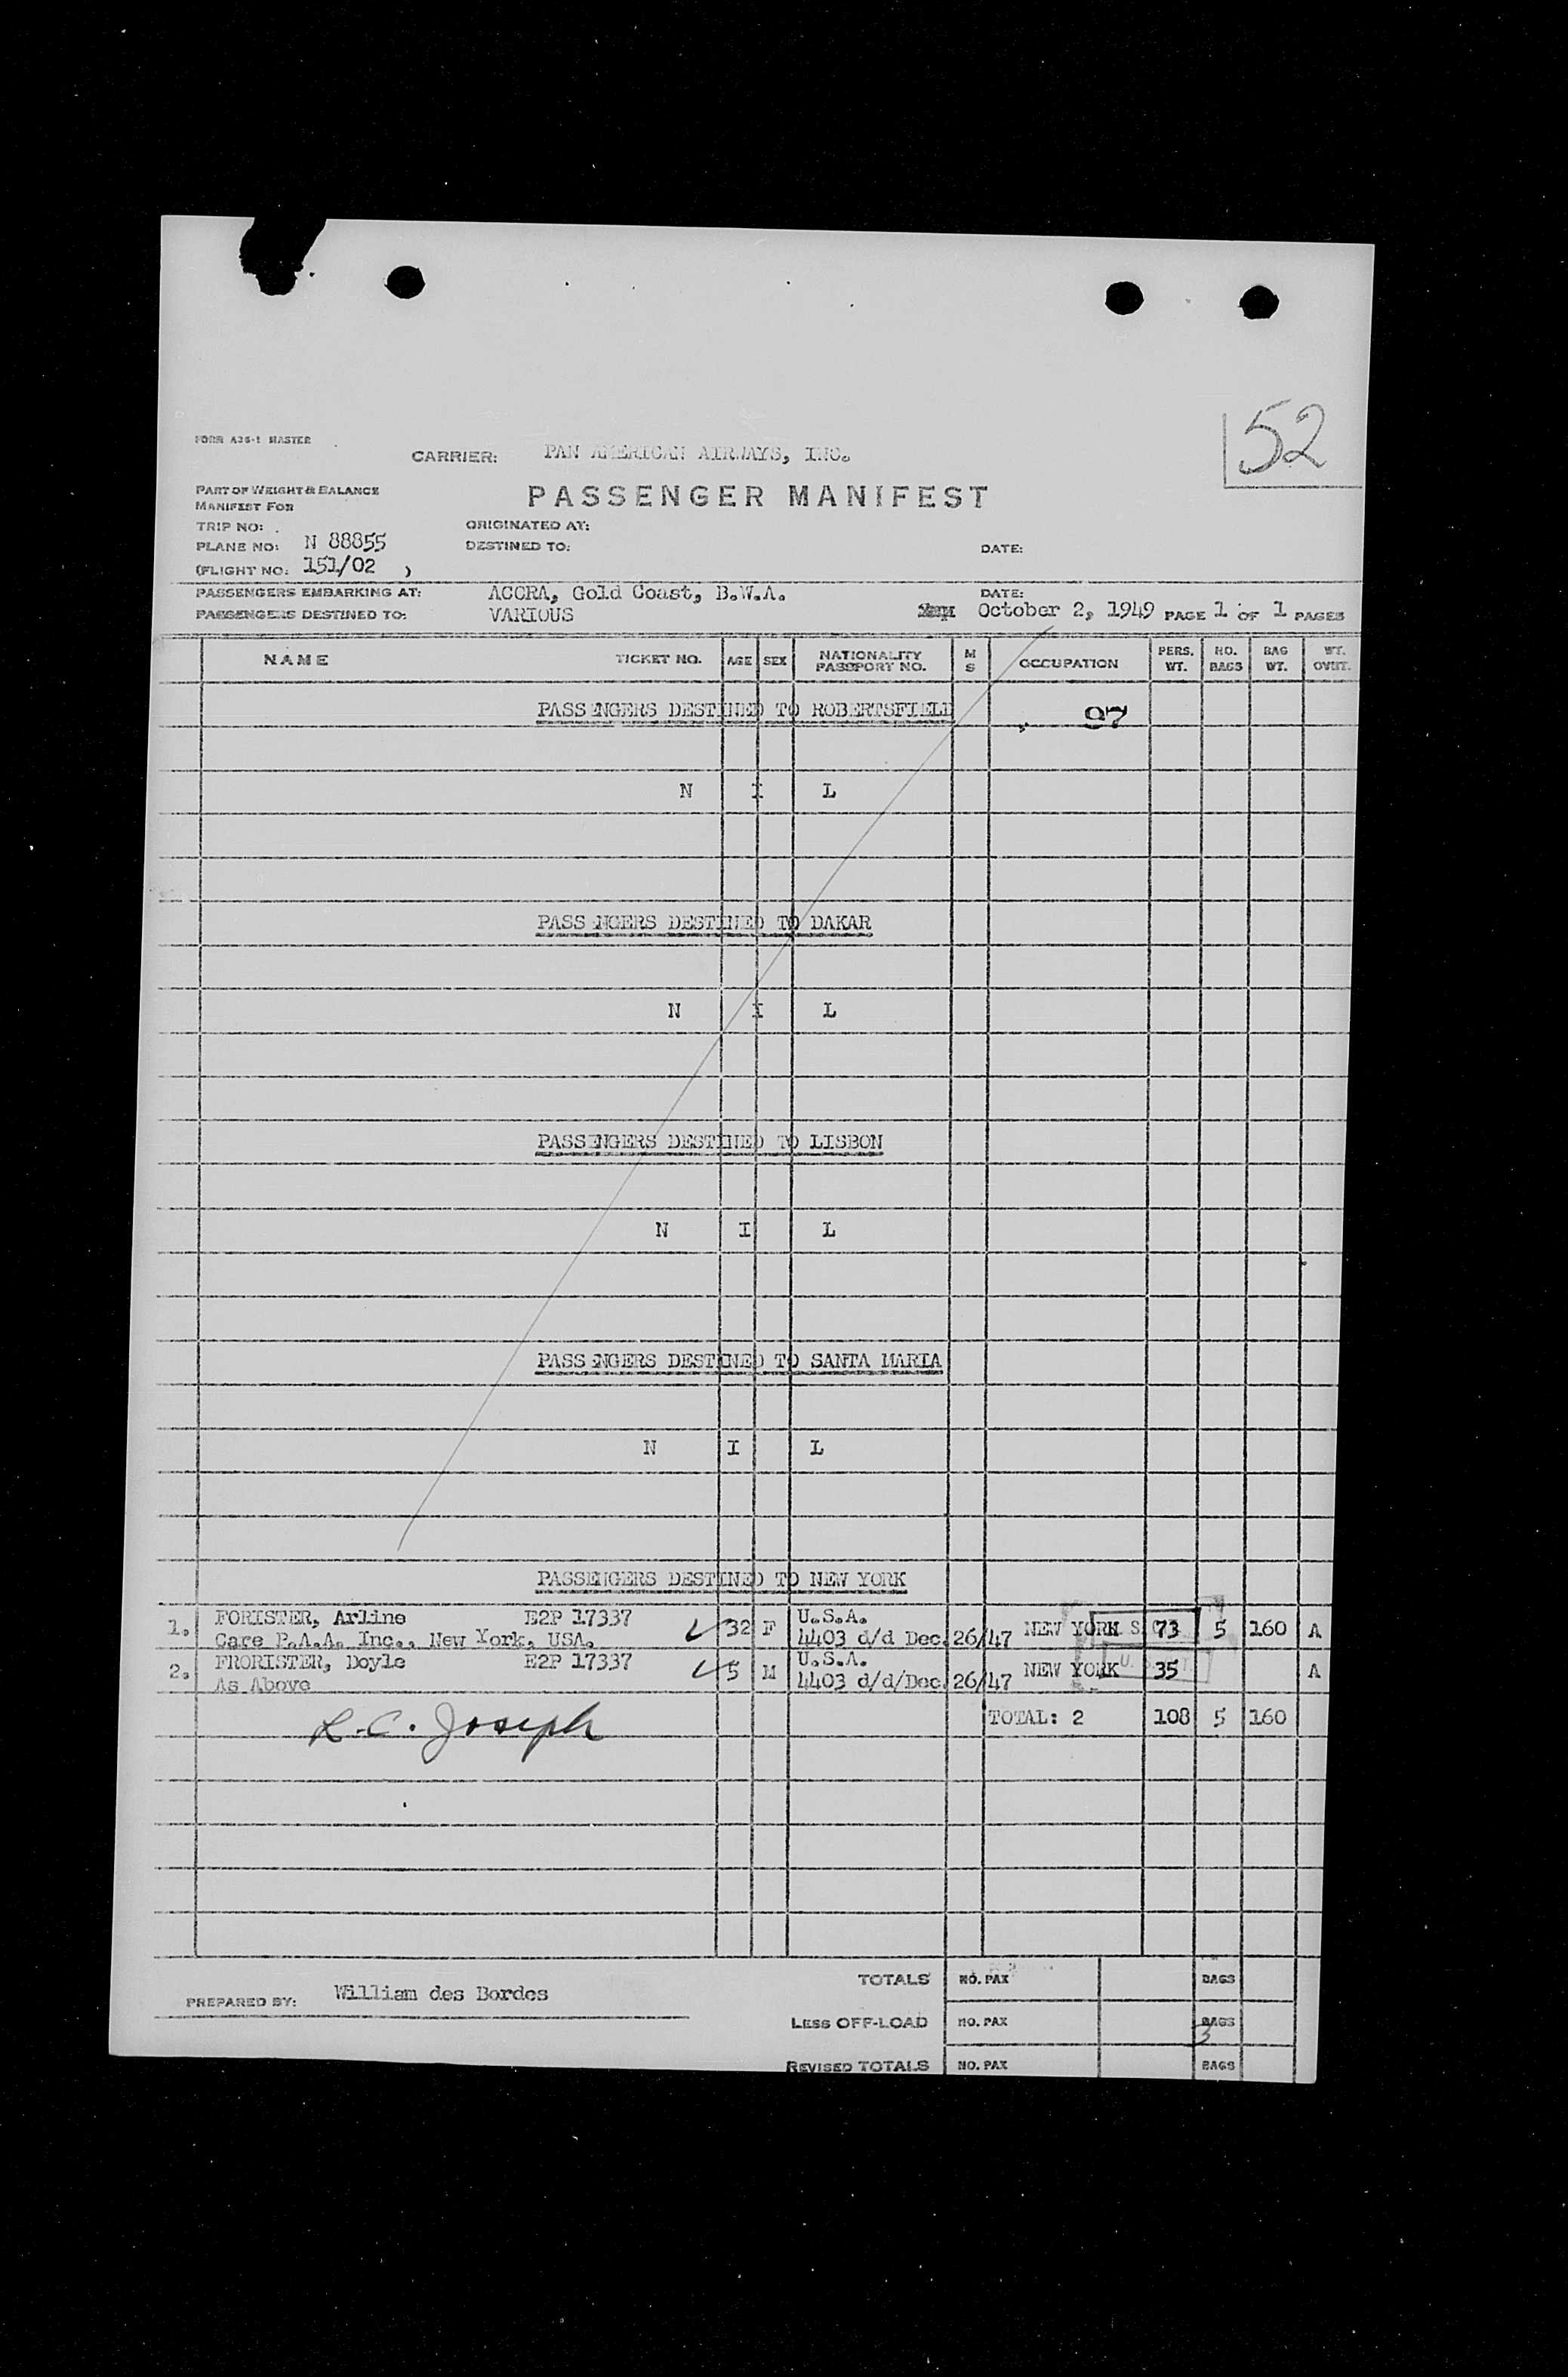 52
FORM A36-1 MASTER
CARRIER: PAN AMERICAN AIRWAYS, INC.
PART OF WEIGHT & BALANCE
MANIFEST FOR
PASSENGER MANIFEST
TRIP NO: ORIGINATED AT:
PLANE NO: N 88855 DESTINED TO: DATE:
(FLIGHT NO. 151/02 )
PASSENGERS EMBARKING AT: ACCRA, Gold Coast, B.W.A. DATE:
PASSENGERS DESTINED TO: VARIOUS October 2, 1949 PAGE 1 OF 1 PAGES
NAME TICKET NO. AGE SEX NATIONALITY PASSPORT NO. M S OCCUPATION PERS. WT. NO. BAGS BAG WT. WT. OVHT.
PASSENGERS DESTINED TO ROBERTSFIELD 97
N I L
PASSENGERS DESTINED TO DAKAR
N I L
PASSENGERS DESTINED TO LISBON
N I L
PASSENGERS DESTINED TO SANTA MARIA
N I L
PASSENGERS DESTINED TO NEW YORK
1. FORISTER, Arline E2P 17337 32 F U.S.A. NEW YORK 73 5 160 A
Care P.A.A. Inc., New York, USA. 4403 d/d Dec. 26/47
2. FRORISTER, Doyle E2P 17337 5 M U.S.A. NEW YORK 35 A
As Above 4403 d/d/Dec. 26/47
L.C. Joseph TOTAL: 2 108 5 160
TOTALS NO. PAX BAGS
PREPARED BY: William des Bordes
LESS OFF-LOAD NO. PAX BAGS 3
REVISED TOTALS NO. PAX BAGS